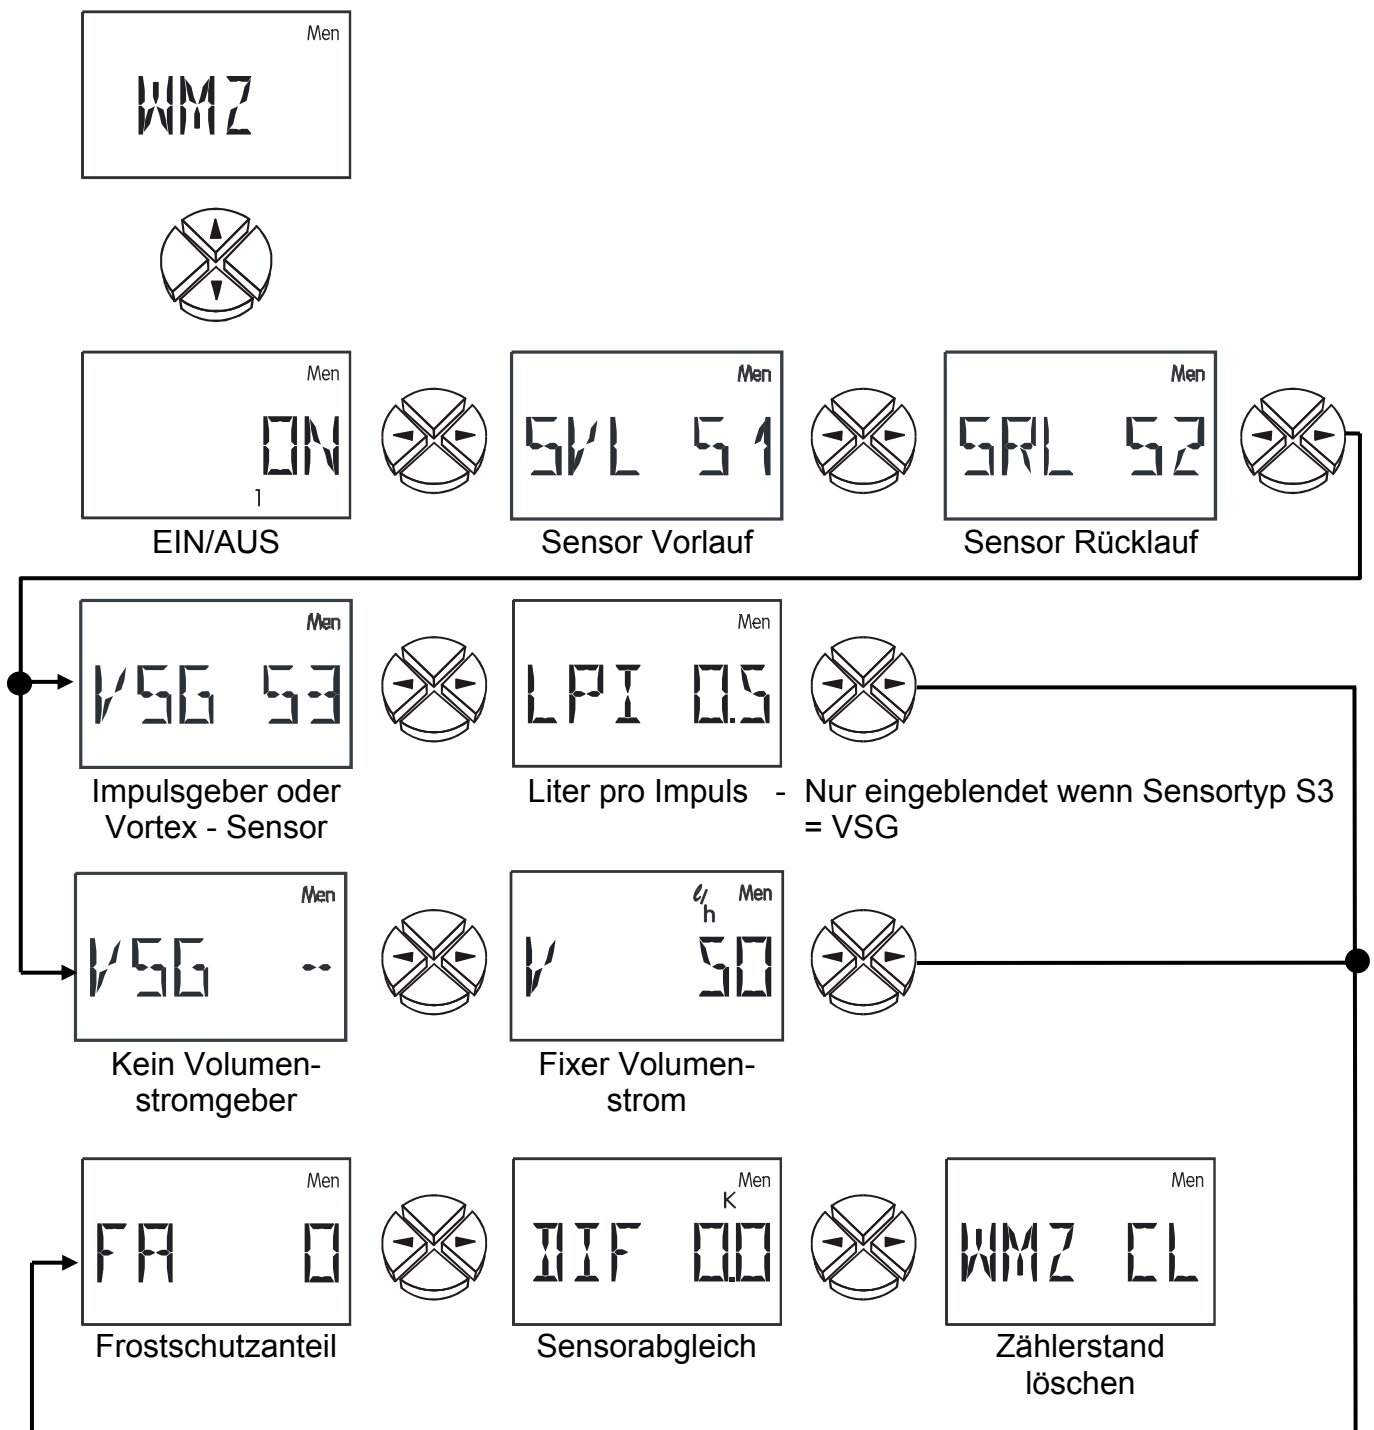 Men
WMZ
Men
ON
1
EIN/AUS
Men
SVL S1
Sensor Vorlauf
Men
SRL S2
Sensor Rücklauf
Men
VSG S3
Impulsgeber oder
Vortex - Sensor
Men
LPI 0.5
Liter pro Impuls - Nur eingeblendet wenn Sensortyp S3
= VSG
Men
VSG --
Kein Volumen-
stromgeber
l/h Men
V 50
Fixer Volumen-
strom
Men
FA 0
Frostschutzanteil
Men
K
DIF 0.0
Sensorabgleich
Men
WMZ CL
Zählerstand
löschen